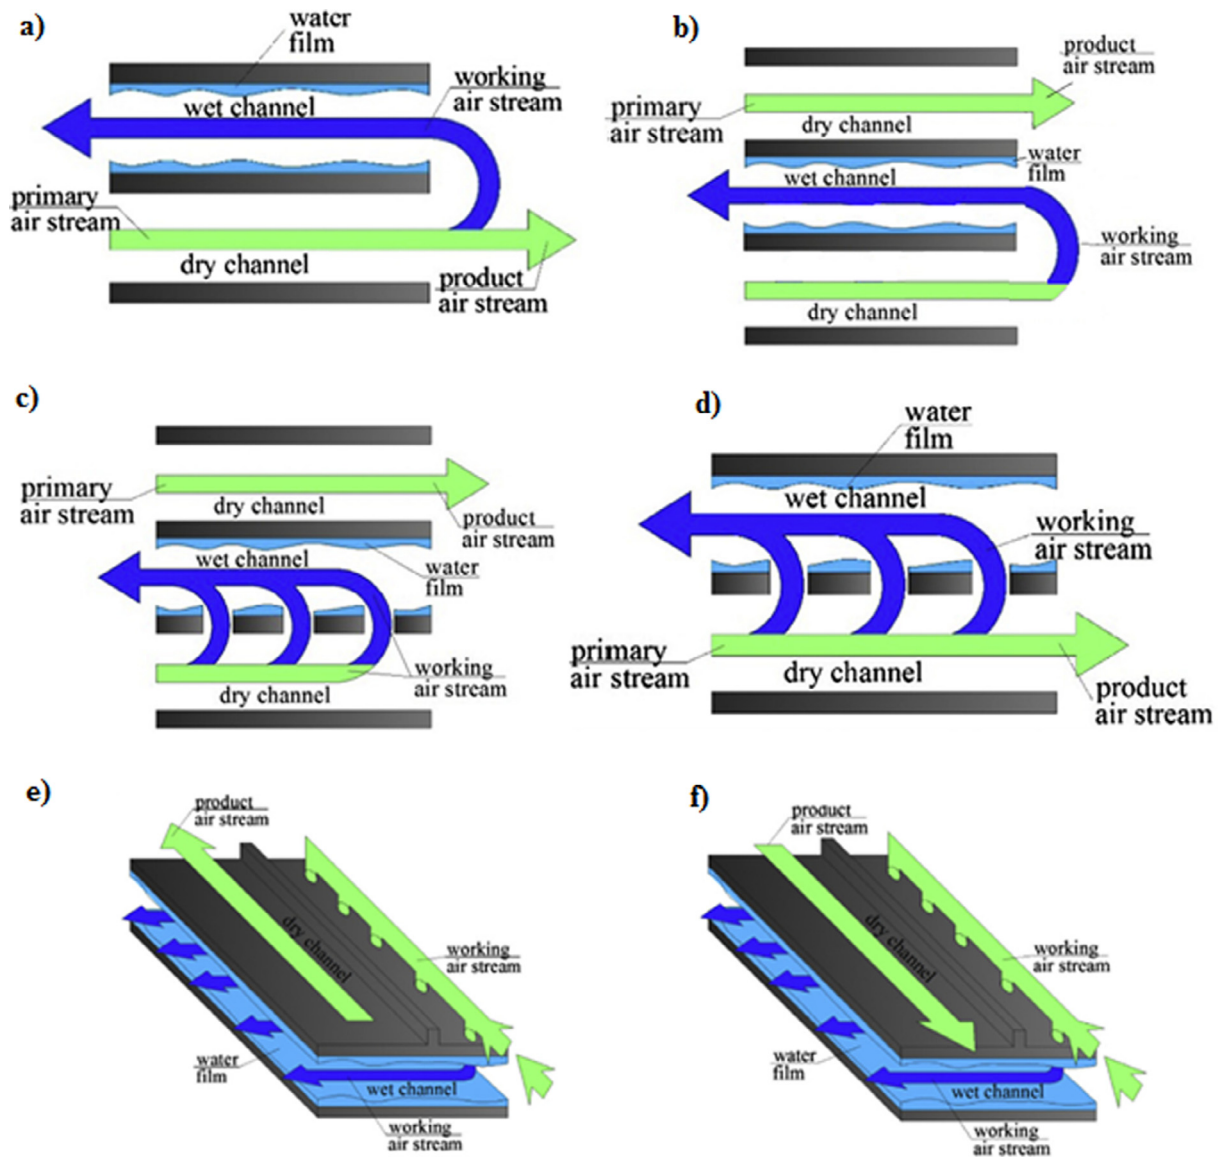 a)
water
film
wet channel
working
air stream
primary
air stream
dry channel
product
air stream
b)
product
air stream
primary
air stream
dry channel
water
film
wet channel
working
air stream
dry channel
c)
primary
air stream
dry channel
product
air stream
wet channel
water
film
working
air stream
dry channel
d)
water
film
wet channel
working
air stream
primary
air stream
dry channel
product
air stream
e)
product
air stream
dry channel
working
air stream
water
film
wet channel
working
air stream
f)
product
air stream
dry channel
working
air stream
water
film
wet channel
working
air stream